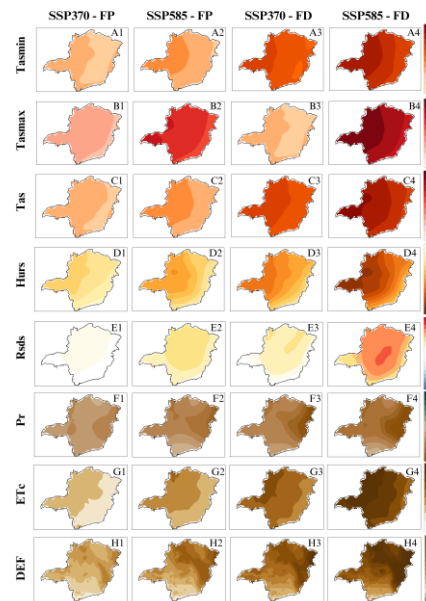 SSP370 - FP SSP585 - FP SSP370 - FD SSP585 - FD
Tasmin A1 A2 A3 A4
Tasmax B1 B2 B3 B4
Tas C1 C2 C3 C4
Hurs D1 D2 D3 D4
Rsds E1 E2 E3 E4
Pr F1 F2 F3 F4
ETc G1 G2 G3 G4
DEF H1 H2 H3 H4